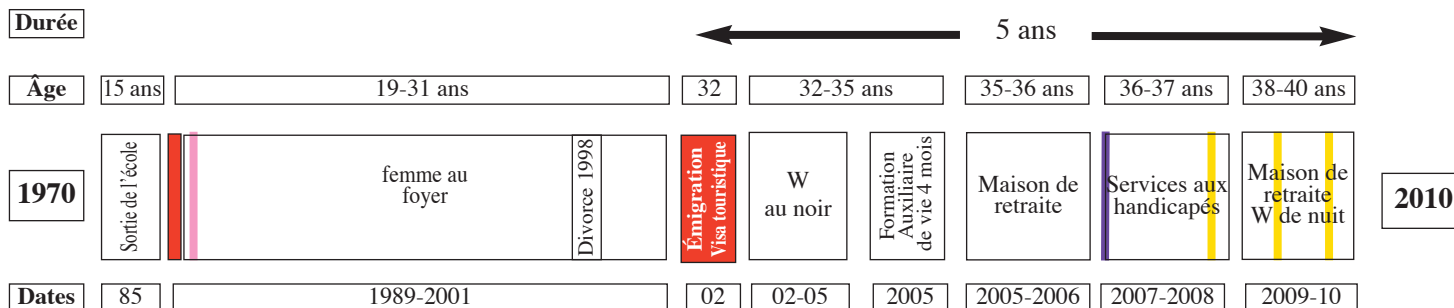 Durée
5 ans
Âge
15 ans
19-31 ans
32
32-35 ans
35-36 ans
36-37 ans
38-40 ans
1970
Sortie de l'école
femme au
foyer
Divorce 1998
Émigration
Visa touristique
W
au noir
Formation
Auxiliaire
de vie 4 mois
Maison de
retraite
Services aux
handicapés
Maison de
retraite
W de nuit
2010
Dates
85
1989-2001
02
02-05
2005
2005-2006
2007-2008
2009-10